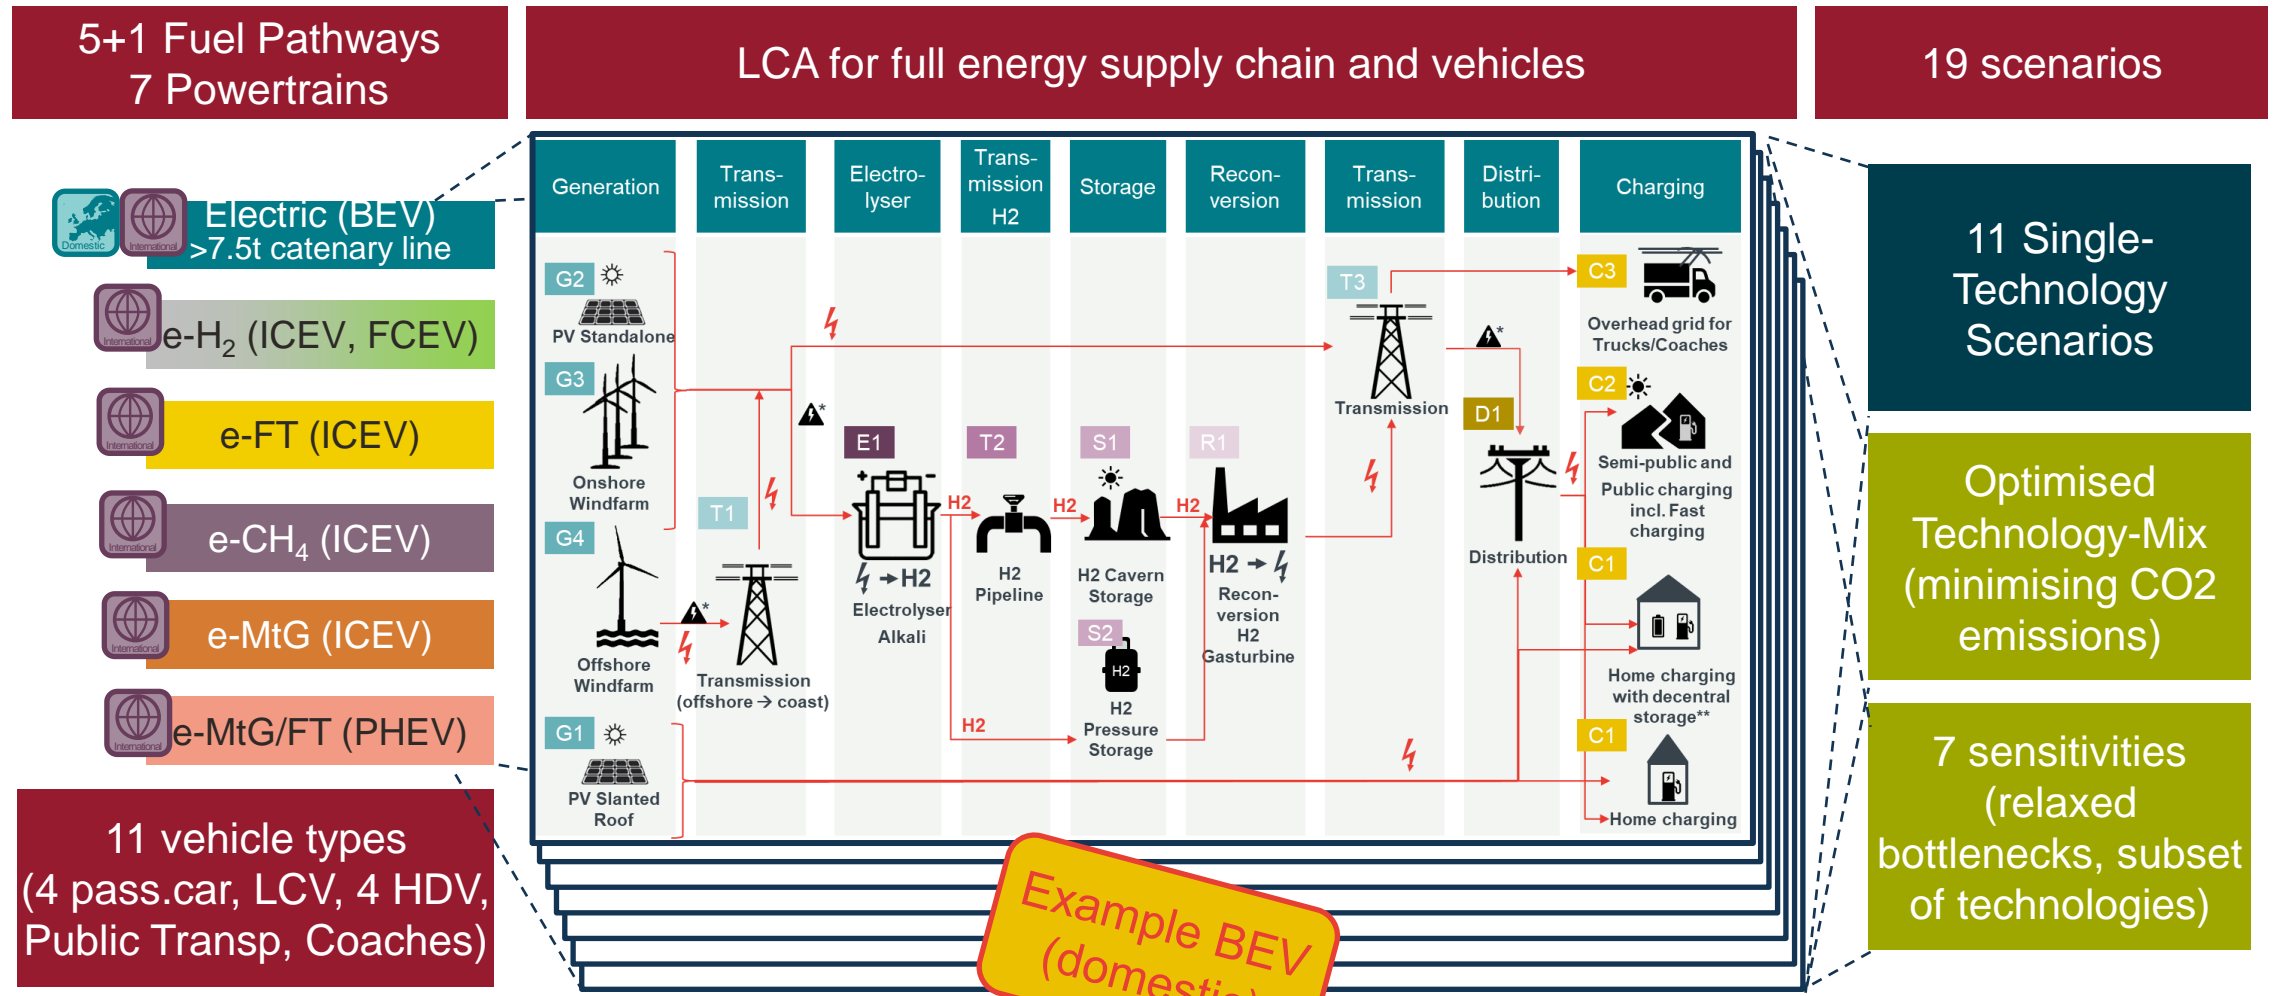 5+1 Fuel Pathways
7 Powertrains
LCA for full energy supply chain and vehicles
19 scenarios
Domestic
International
Electric (BEV)
>7.5t catenary line
International
e-H2 (ICEV, FCEV)
International
e-FT (ICEV)
International
e-CH4 (ICEV)
International
e-MtG (ICEV)
International
e-MtG/FT (PHEV)
11 vehicle types
(4 pass.car, LCV, 4 HDV,
Public Transp, Coaches)
Generation
Trans-
mission
Electro-
lyser
Trans-
mission
H2
Storage
Recon-
version
Trans-
mission
Distri-
bution
Charging
G2
PV Standalone
G3
Onshore
Windfarm
G4
Offshore
Windfarm
G1
PV Slanted
Roof
*
T1
Transmission
(offshore → coast)
*
E1
→H2
Electrolyser
Alkali
H2
H2
T2
H2
Pipeline
H2
S1
H2 Cavern
Storage
S2
H2
H2
Pressure
Storage
H2
R1
H2 →
Recon-
version
H2
Gasturbine
T3
Transmission
*
D1
Distribution
C3
Overhead grid for
Trucks/Coaches
C2
Semi-public and
Public charging
incl. Fast
charging
C1
Home charging
with decentral
storage**
C1
Home charging
Example BEV
(domestic)
11 Single-
Technology
Scenarios
Optimised
Technology-Mix
(minimising CO2
emissions)
7 sensitivities
(relaxed
bottlenecks, subset
of technologies)